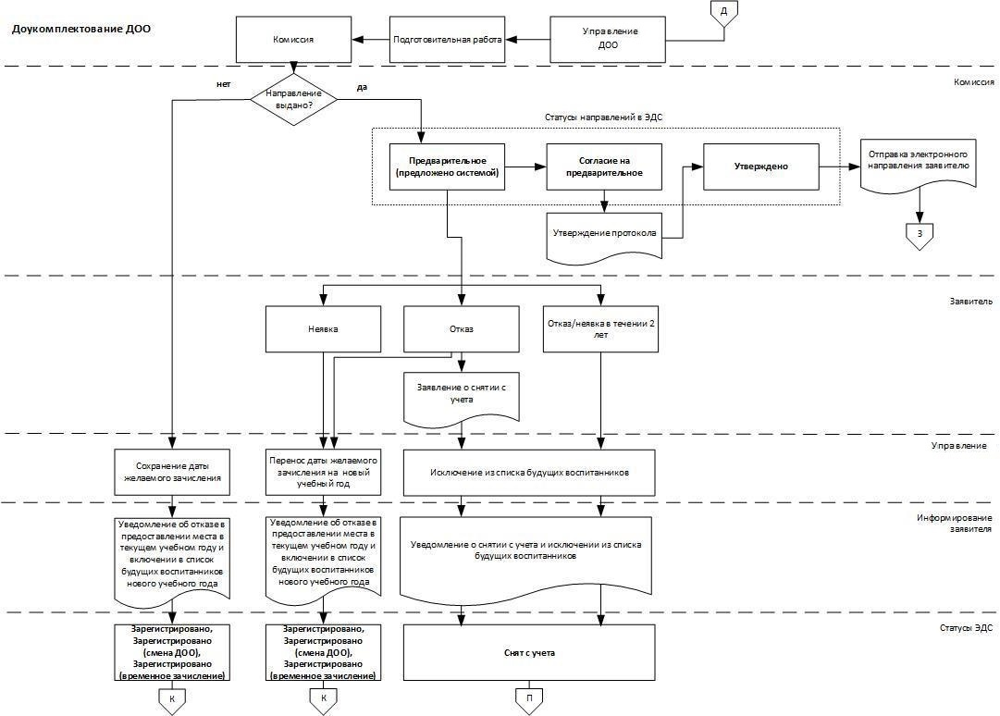 Доукомплектование ДОО
Комиссия
Подготовительная работа
Управление
ДОО
Д
Комиссия
нет
Направление
выдано?
да
Статусы направлений в ЭДС
Предварительное
(предложено системой)
Согласие на
предварительное
Утверждено
Отправка электронного
направления заявителю
Утверждение протокола
З
Заявитель
Неявка
Отказ
Отказ/неявка в течении 2
лет
Заявление о снятии с
учета
Управление
Сохранение даты
желаемого зачисления
Перенос даты желаемого
зачисления на новый
учебный год
Исключение из списка будущих воспитанников
Информирование
заявителя
Уведомление об отказе в
предоставлении места в
текущем учебном году и
включении в список
будущих воспитанников
нового учебного года
Уведомление об отказе в
предоставлении места в
текущем учебном году и
включении в список
будущих воспитанников
нового учебного года
Уведомление о снятии с учета и исключении из списка
будущих воспитанников
Статусы ЭДС
Зарегистрировано,
Зарегистрировано
(смена ДОО),
Зарегистрировано
(временное зачисление)
Зарегистрировано,
Зарегистрировано
(смена ДОО),
Зарегистрировано
(временное зачисление)
Снят с учета
К
К
П